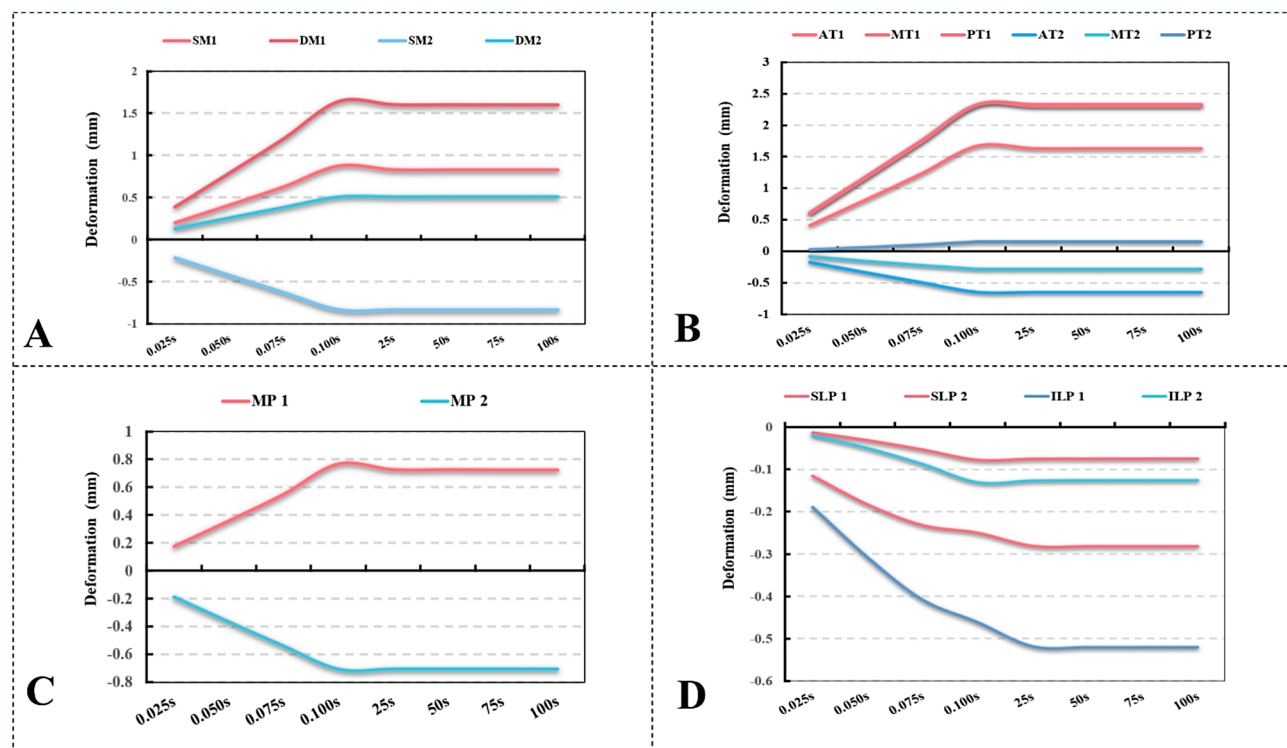 SM1 DM1 SM2 DM2
Deformation (mm)
2
1.5
1
0.5
0
-0.5
-1
0.025s 0.050s 0.075s 0.100s 25s 50s 75s 100s
A
AT1 MT1 PT1 AT2 MT2 PT2
Deformation (mm)
3
2.5
2
1.5
1
0.5
0
-0.5
-1
0.025s 0.050s 0.075s 0.100s 25s 50s 75s 100s
B
MP 1 MP 2
Deformation (mm)
1
0.8
0.6
0.4
0.2
0
-0.2
-0.4
-0.6
-0.8
0.025s 0.050s 0.075s 0.100s 25s 50s 75s 100s
C
SLP 1 SLP 2 ILP 1 ILP 2
Deformation (mm)
0
-0.1
-0.2
-0.3
-0.4
-0.5
-0.6
0.025s 0.050s 0.075s 0.100s 25s 50s 75s 100s
D